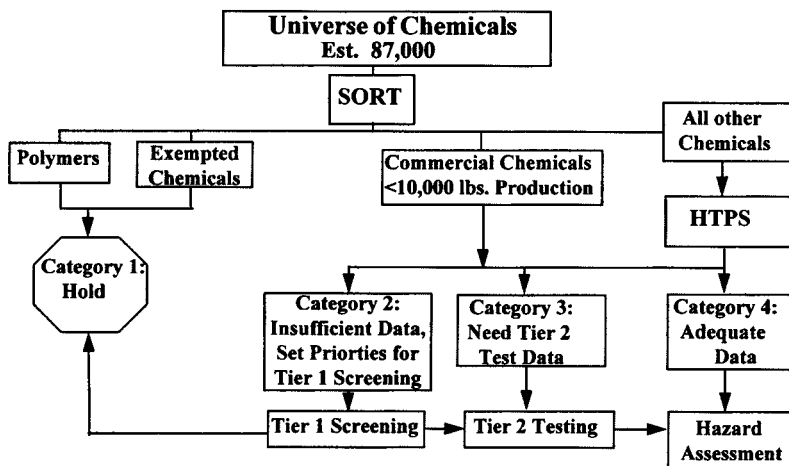 Universe of Chemicals
Est. 87,000
SORT
Polymers
Exempted
Chemicals
Commercial Chemicals
<10,000 lbs. Production
All other
Chemicals
HTPS
Category 1:
Hold
Category 2:
Insufficient Data,
Set Priorties for
Tier 1 Screening
Category 3:
Need Tier 2
Test Data
Category 4:
Adequate
Data
Tier 1 Screening
Tier 2 Testing
Hazard
Assessment